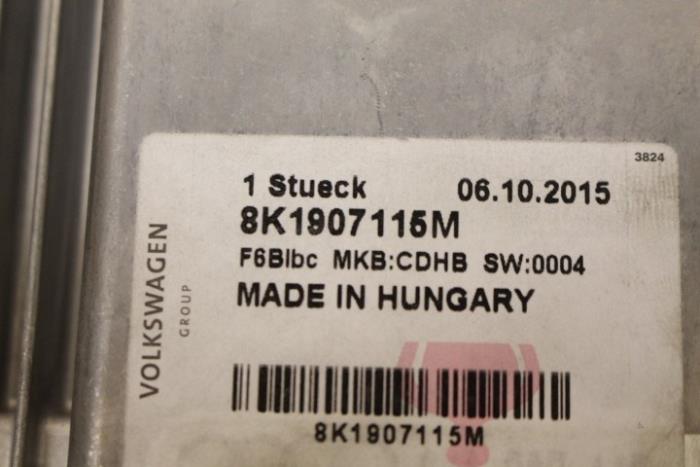 3824
1 Stueck 06.10.2015
8K1907115M
F6Blbc MKB:CDHB SW:0004
MADE IN HUNGARY
VOLKSWAGEN
GROUP
8K1907115M